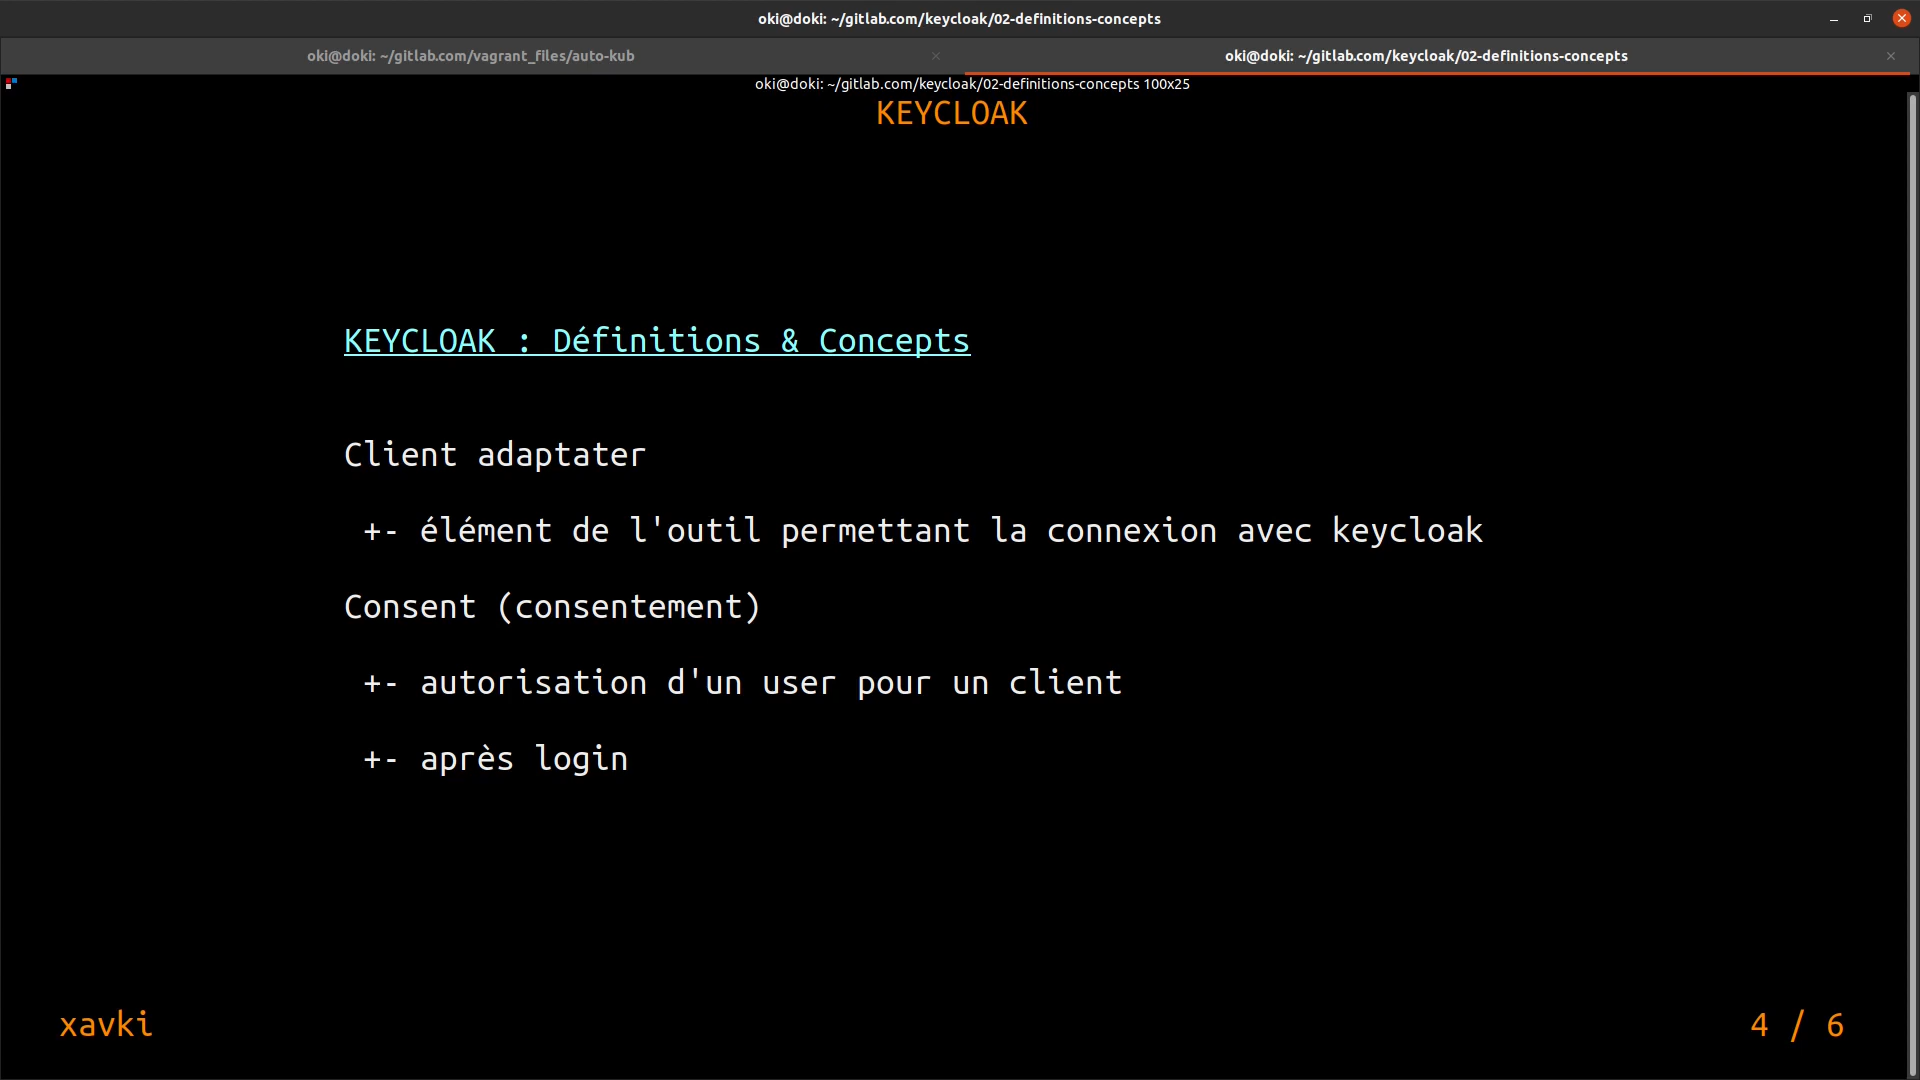 oki@doki: ~/gitlab.com/keycloak/02-definitions-concepts
oki@doki: ~/gitlab.com/vagrant_files/auto-kub
oki@doki: ~/gitlab.com/keycloak/02-definitions-concepts
oki@doki: ~/gitlab.com/keycloak/02-definitions-concepts 100x25
KEYCLOAK
KEYCLOAK : Définitions & Concepts
Client adaptater
+- élément de l'outil permettant la connexion avec keycloak
Consent (consentement)
+- autorisation d'un user pour un client
+- après login
xavki
4 / 6